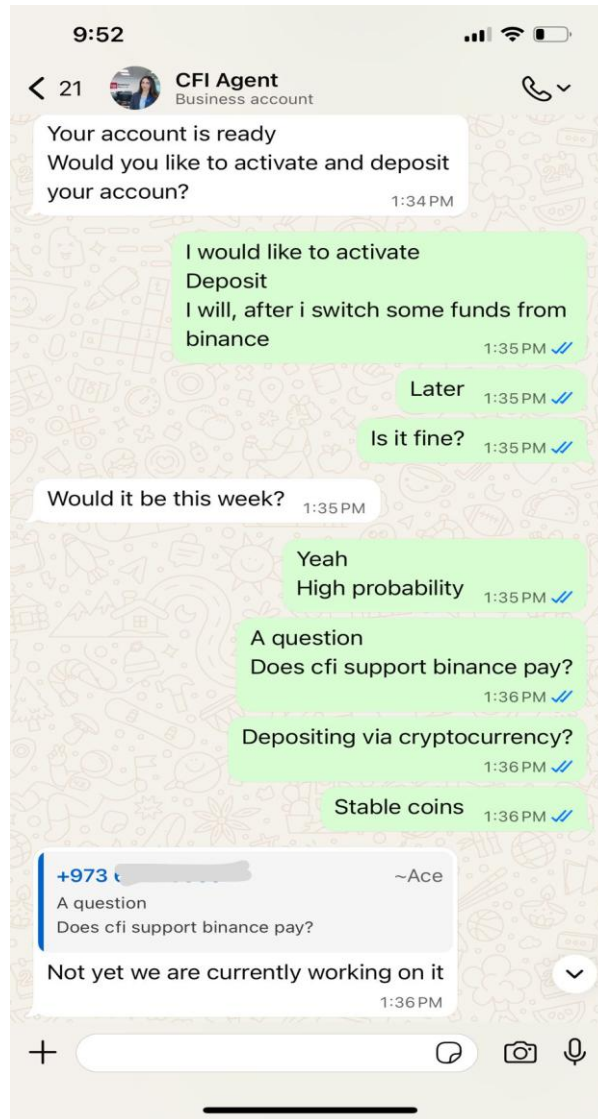 9:52
21
CFI Agent
Business account
Your account is ready
Would you like to activate and deposit
your accoun?
1:34 PM
I would like to activate
Deposit
I will, after i switch some funds from
binance
1:35 PM
Later
1:35 PM
Is it fine?
1:35 PM
Would it be this week?
1:35 PM
Yeah
High probability
1:35 PM
A question
Does cfi support binance pay?
1:36 PM
Depositing via cryptocurrency?
1:36 PM
Stable coins
1:36 PM
+973
~Ace
A question
Does cfi support binance pay?
Not yet we are currently working on it
1:36 PM